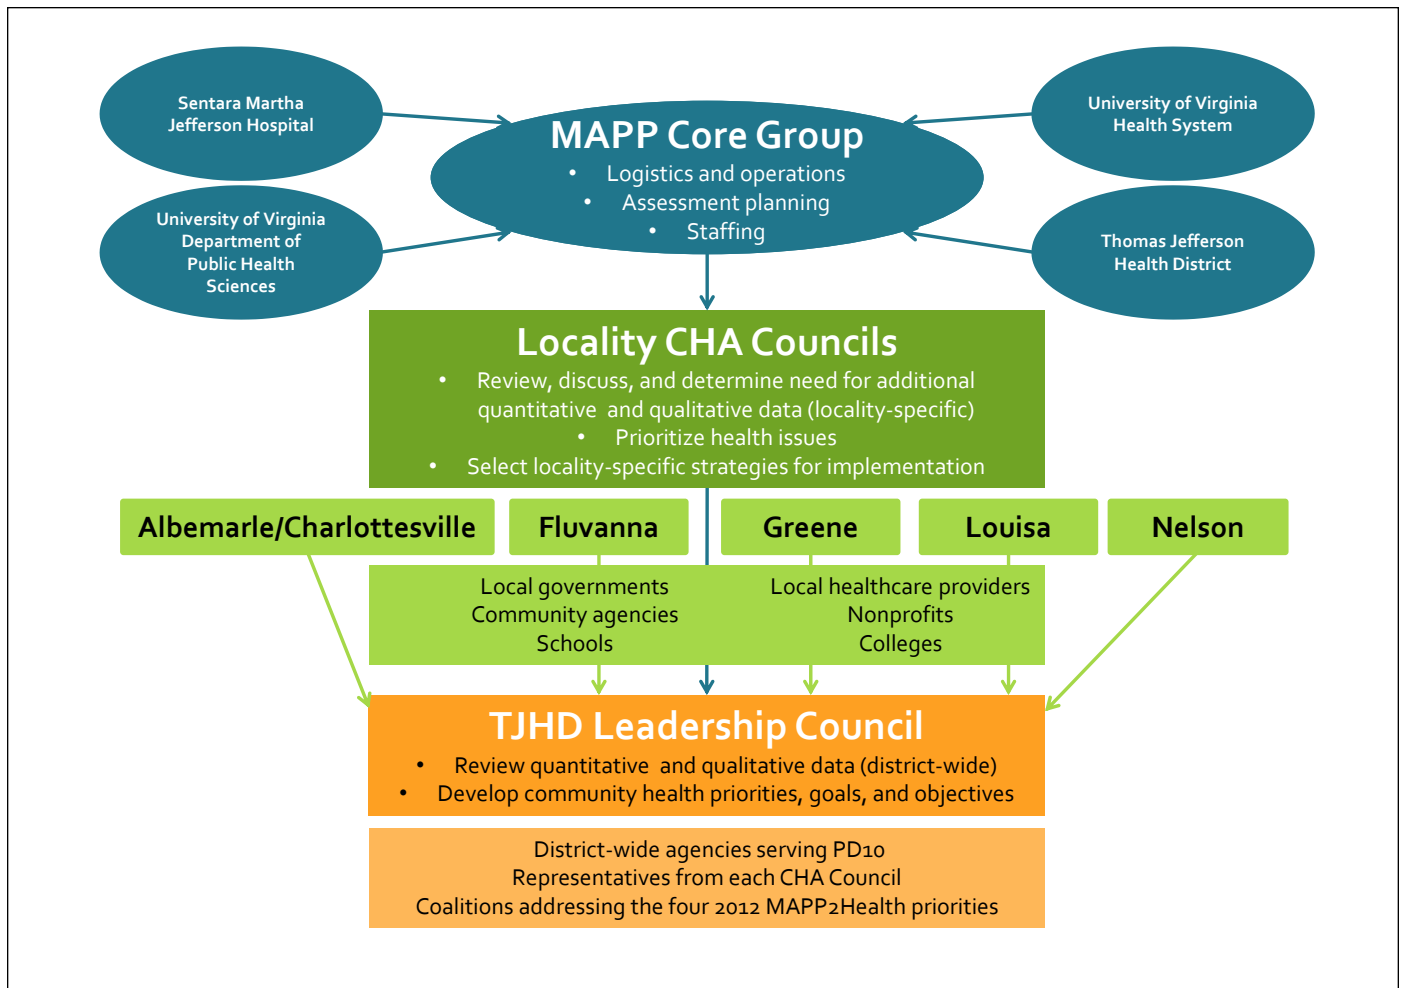 Sentara Martha
Jefferson Hospital
University of Virginia
Health System
MAPP Core Group
• Logistics and operations
• Assessment planning
• Staffing
University of Virginia
Department of
Public Health
Sciences
Thomas Jefferson
Health District
Locality CHA Councils
• Review, discuss, and determine need for additional
quantitative and qualitative data (locality-specific)
• Prioritize health issues
• Select locality-specific strategies for implementation
Albemarle/Charlottesville
Fluvanna
Greene
Louisa
Nelson
Local governments
Community agencies
Schools
Local healthcare providers
Nonprofits
Colleges
TJHD Leadership Council
• Review quantitative and qualitative data (district-wide)
• Develop community health priorities, goals, and objectives
District-wide agencies serving PD10
Representatives from each CHA Council
Coalitions addressing the four 2012 MAPP2Health priorities